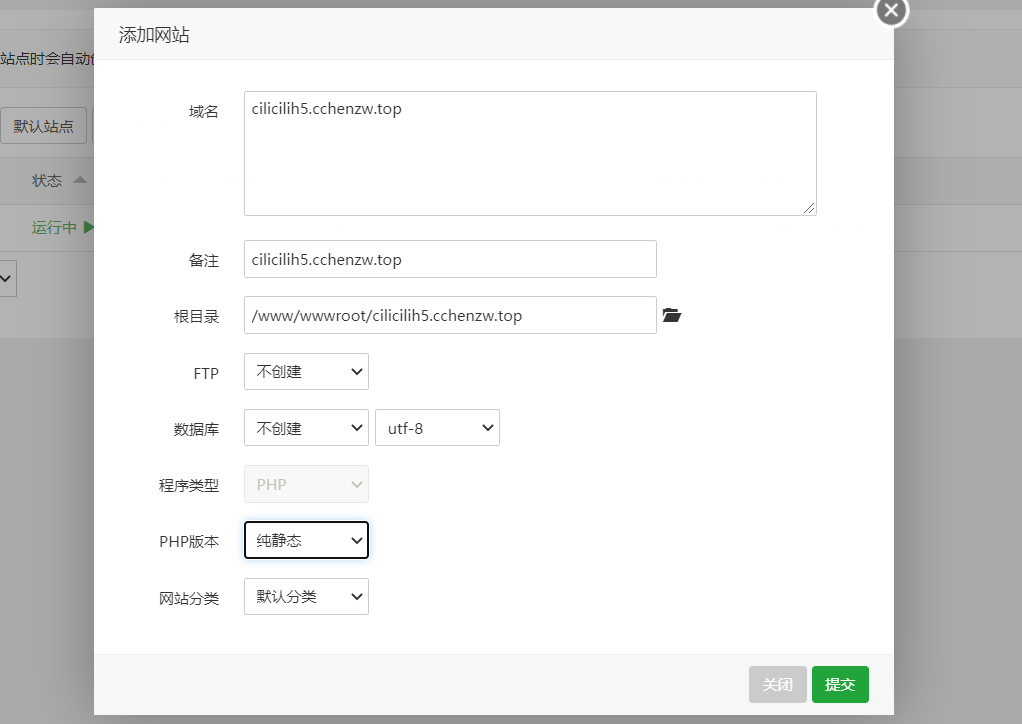 添加网站
站点时会自动
默认站点
状态
运行中
域名
cilicilih5.cchenzw.top
备注
cilicilih5.cchenzw.top
根目录
/www/wwwroot/cilicilih5.cchenzw.top
FTP
不创建
数据库
不创建 utf-8
程序类型
PHP
PHP版本
纯静态
网站分类
默认分类
关闭 提交